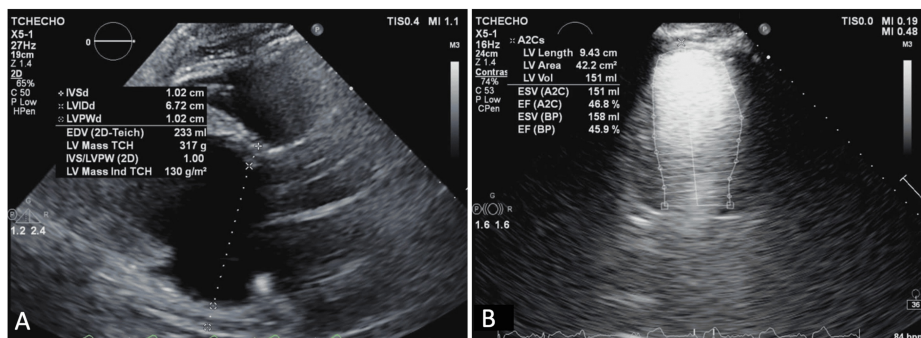 TCHECHO
TIS0.4 MI 1.1
X5-1
27Hz
19cm
Z 1.4
2D
65%
C 50
P Low
HPen
P
0
M3
IVSd 1.02 cm
LVIDd 6.72 cm
LVPWd 1.02 cm
EDV (2D-Teich) 233 ml
LV Mass TCH 317 g
IVS/LVPW (2D) 1.00
LV Mass Ind TCH 130 g/m²
G
P R
1.2 2.4
A
TCHECHO
TIS0.0 MI 0.19
MI 0.48
X5-1
16Hz
24cm
Z 1.4
Contras
74%
C 53
P Low
CPen
P
M3
A2Cs
LV Length 9.43 cm
LV Area 42.2 cm²
LV Vol 151 ml
ESV (A2C) 151 ml
EF (A2C) 46.8 %
ESV (BP) 158 ml
EF (BP) 45.9 %
G
P R
1.6 1.6
36
B
84 bpm